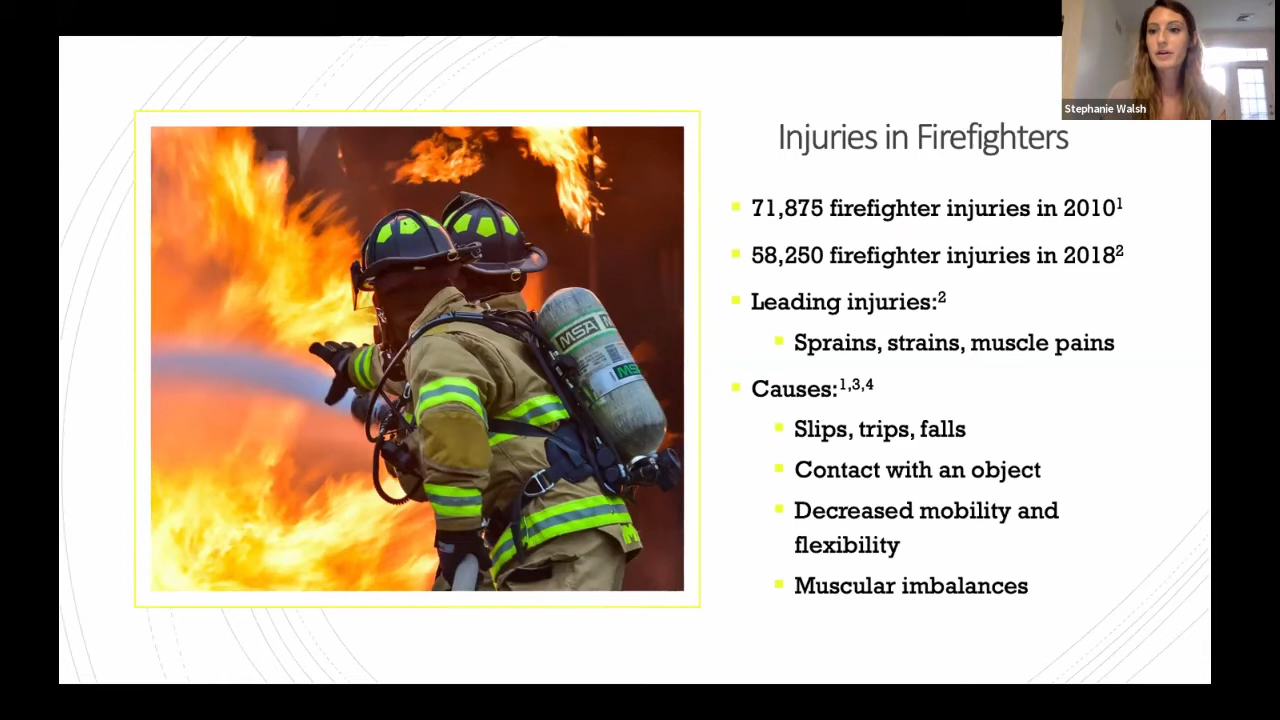 Stephanie Walsh
Injuries in Firefighters
71,875 firefighter injuries in 2010¹
58,250 firefighter injuries in 2018²
Leading injuries:²
Sprains, strains, muscle pains
Causes:¹,³,⁴
Slips, trips, falls
Contact with an object
Decreased mobility and
flexibility
Muscular imbalances
MSA
MS